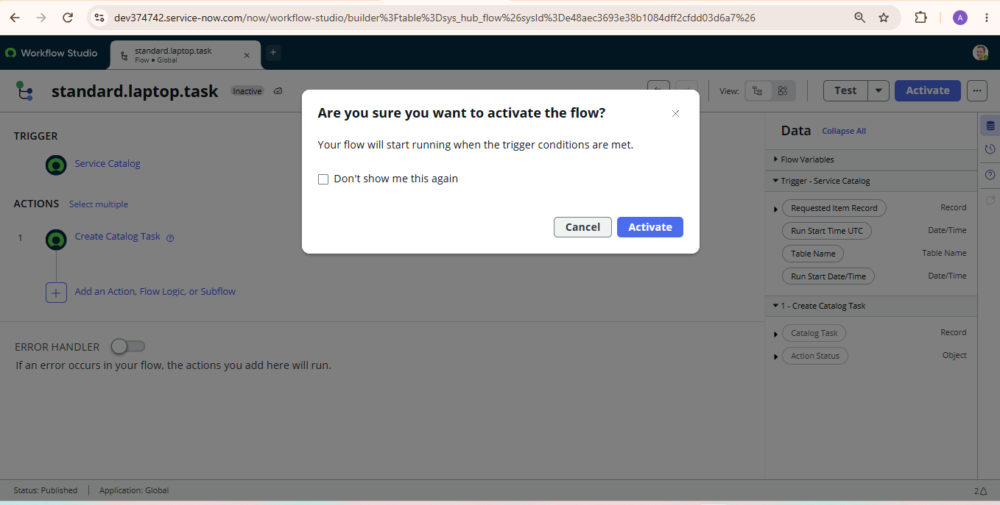 dev374742.service-now.com/now/workflow-studio/builder%3Ftable%3Dsys_hub_flow%26sysId%3De48aec3693e38b1084dff2cfdd03d6a7%26
A
Workflow Studio
standard.laptop.task
Flow ● Global
standard.laptop.task
Inactive
View:
Test
Activate
Are you sure you want to activate the flow?
Your flow will start running when the trigger conditions are met.
Don't show me this again
Cancel
Activate
TRIGGER
Service Catalog
ACTIONS
Select multiple
1
Create Catalog Task
Add an Action, Flow Logic, or Subflow
ERROR HANDLER
If an error occurs in your flow, the actions you add here will run.
Data
Collapse All
Flow Variables
Trigger - Service Catalog
Requested Item Record
Record
Run Start Time UTC
Date/Time
Table Name
Table Name
Run Start Date/Time
Date/Time
1 - Create Catalog Task
Catalog Task
Record
Action Status
Object
Status: Published
Application: Global
2